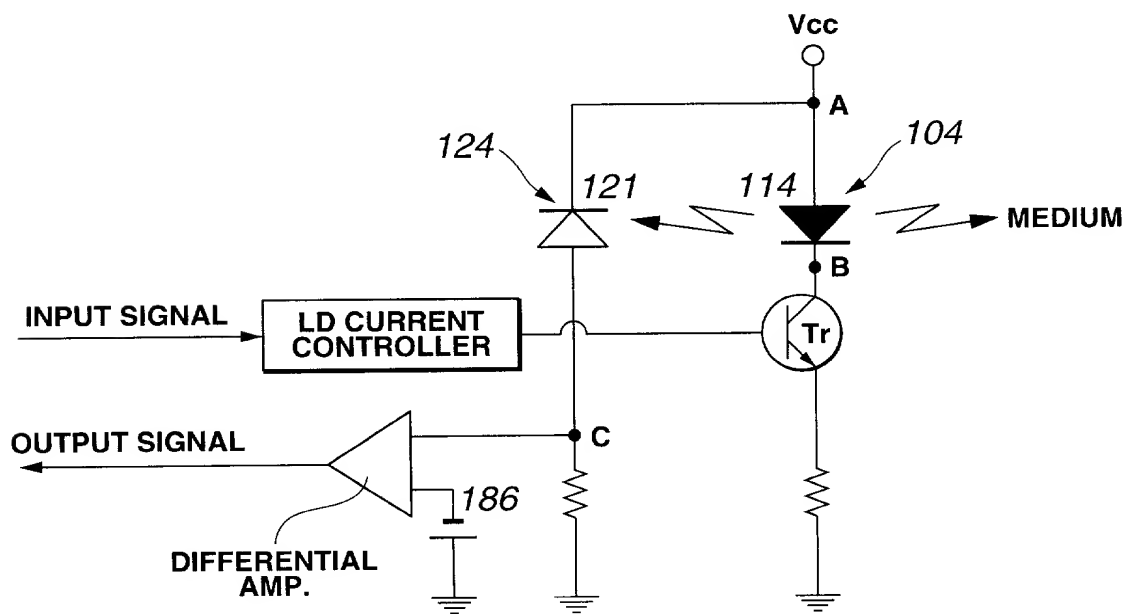 Vcc
A
124
121
114
104
MEDIUM
B
INPUT SIGNAL
LD CURRENT
CONTROLLER
Tr
OUTPUT SIGNAL
C
186
DIFFERENTIAL
AMP.